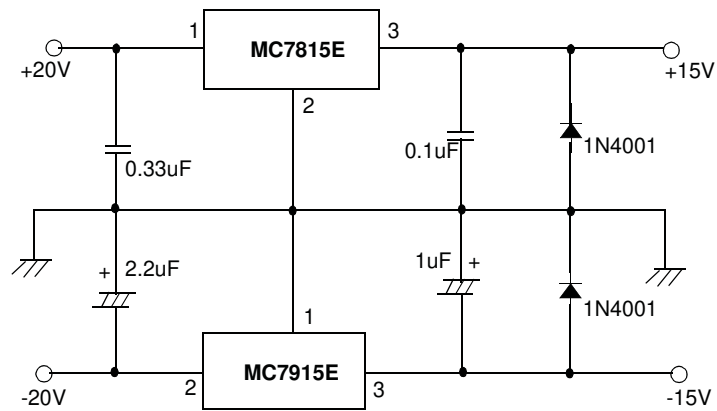 1
MC7815E
3
+20V
2
+15V
0.33uF
0.1uF
1N4001
+ 2.2uF
1uF +
1N4001
1
-20V
2
MC7915E
3
-15V